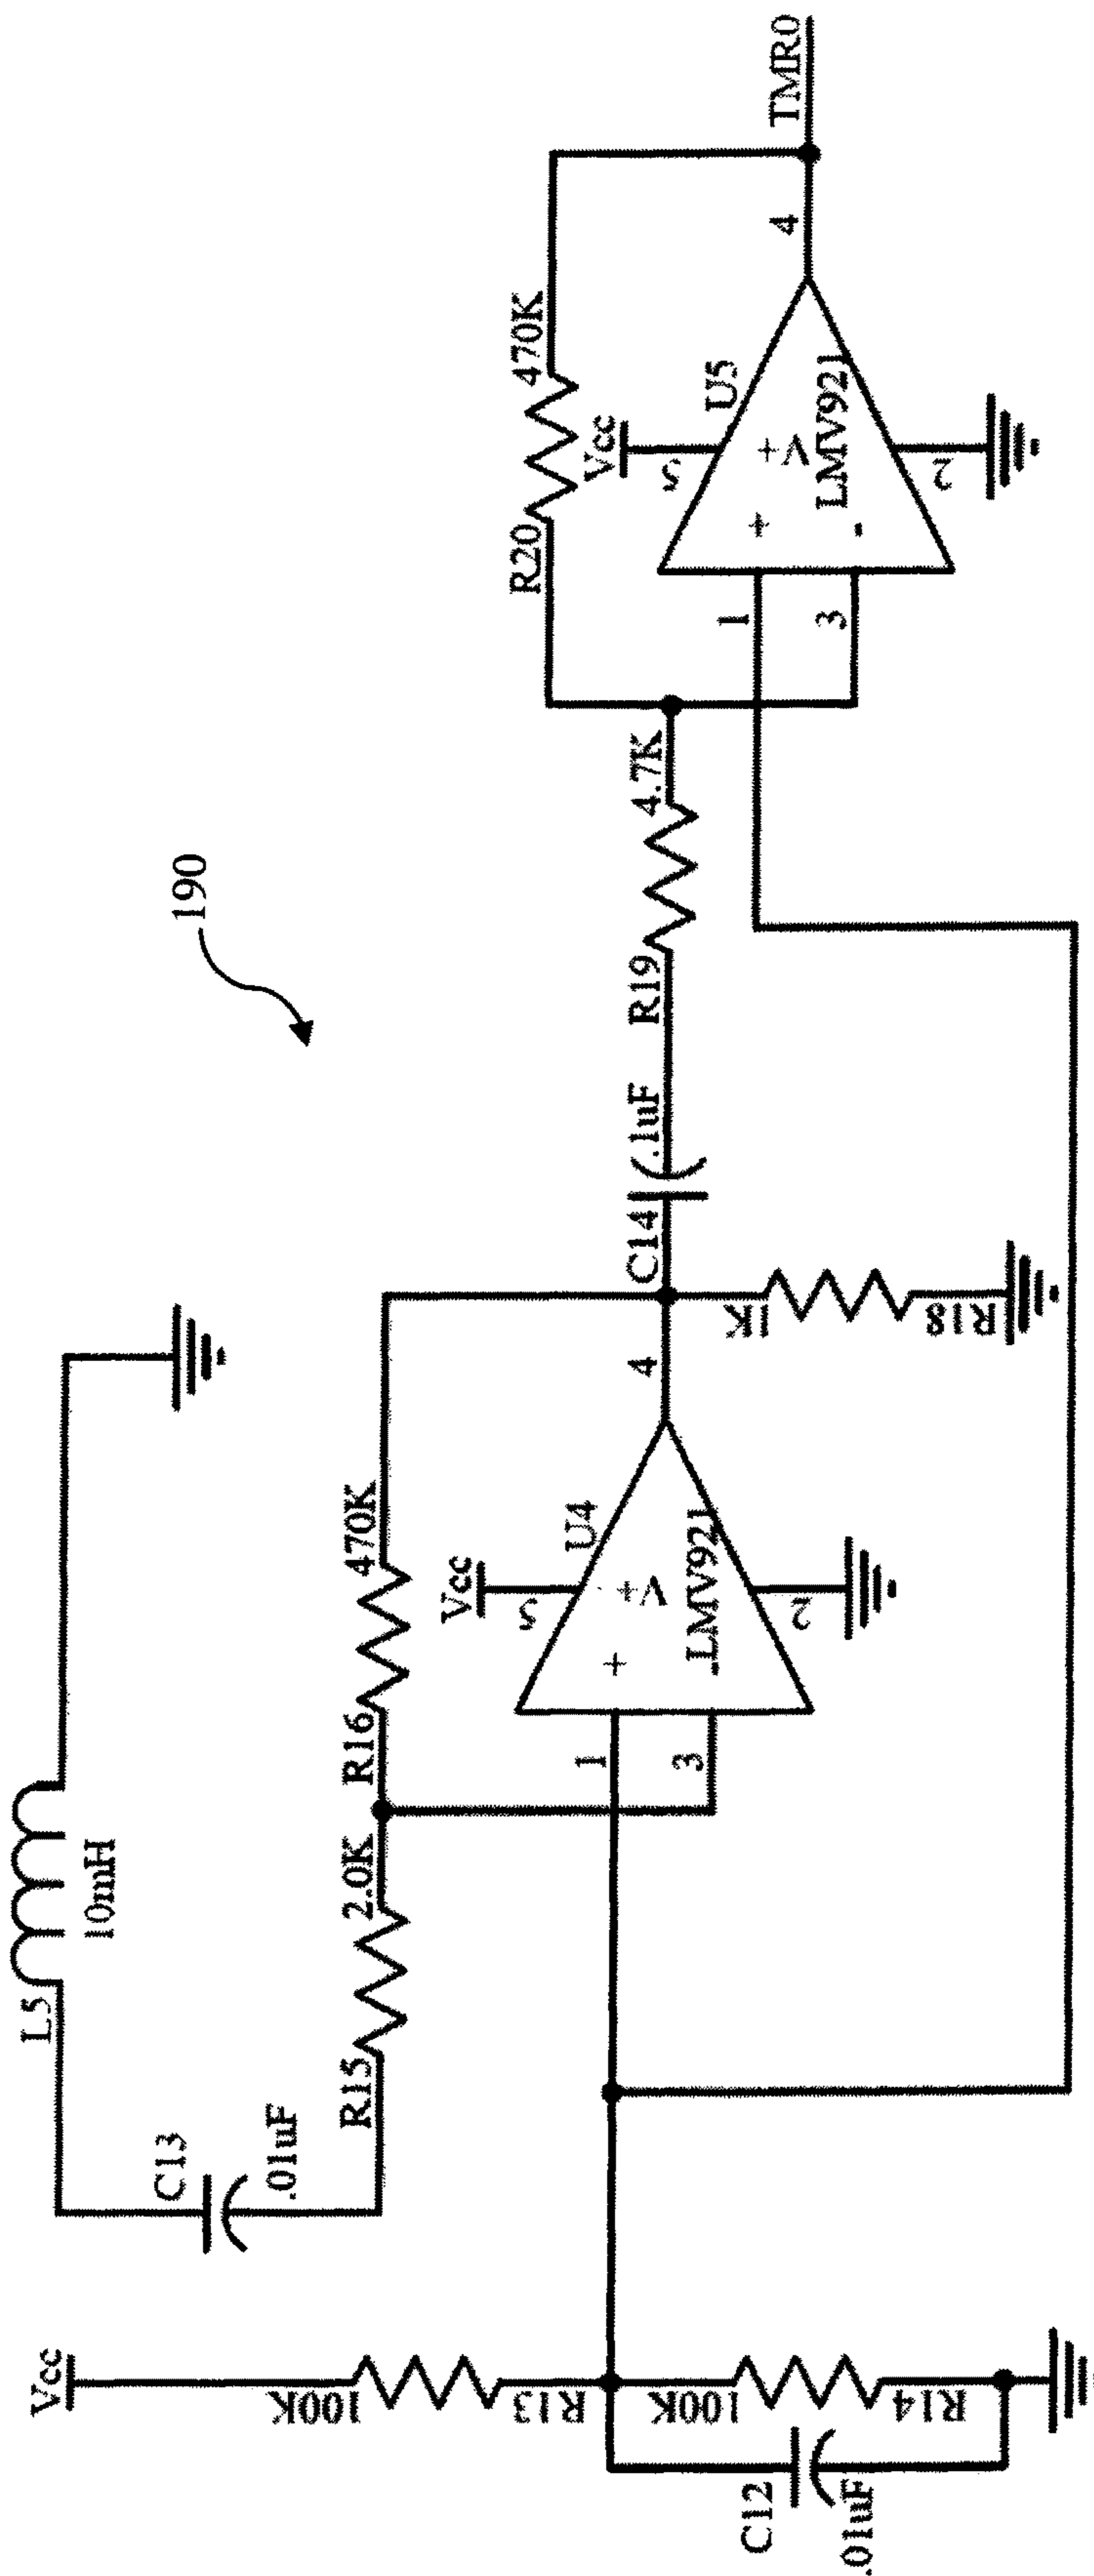 190
L5
10mH
C13
.01uF
R15
2.0K
R16
470K
Vcc
5
U4
+
V+
-
LMV921
1
3
2
4
1K
R18
C14
.1uF
R19
4.7K
R20
470K
Vcc
5
U5
+
V+
-
LMV921
1
3
2
4
TMR0
Vcc
100K
R13
100K
R14
C12
.01uF